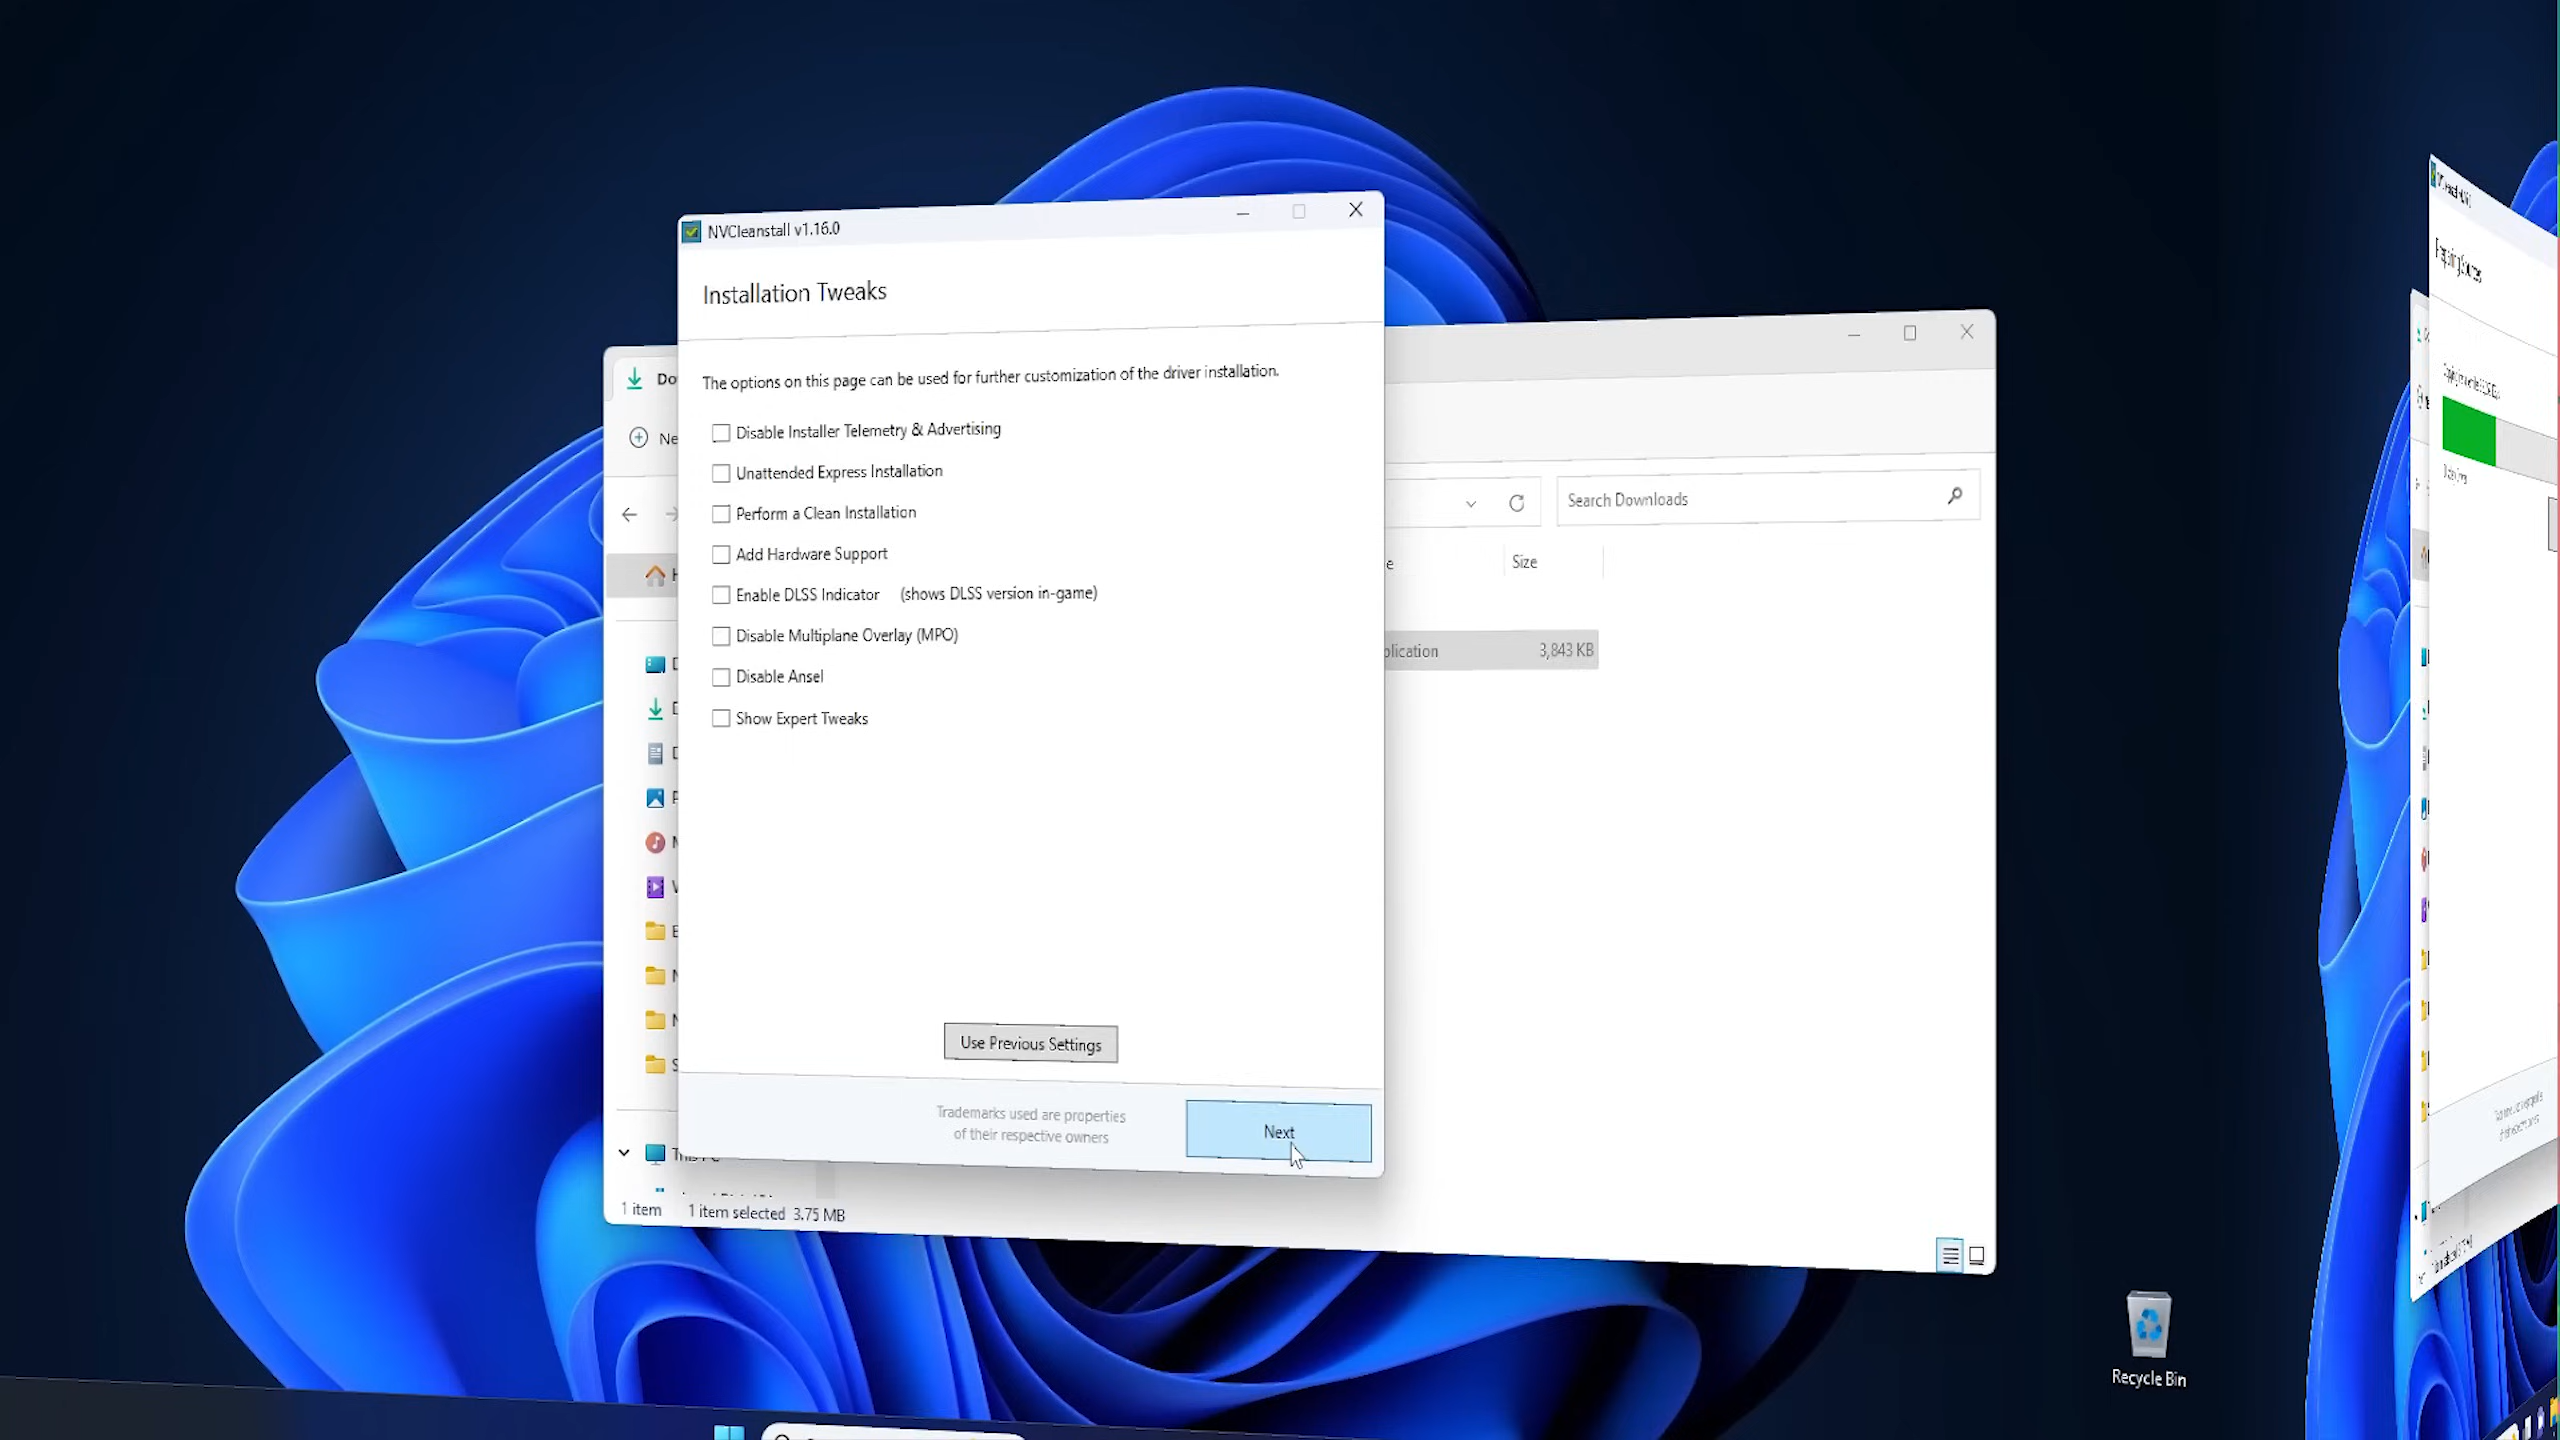 NVCleanstall v1.16.0
Installation Tweaks
The options on this page can be used for further customization of the driver installation.
Disable Installer Telemetry & Advertising
Unattended Express Installation
Perform a Clean Installation
Add Hardware Support
Enable DLSS Indicator (shows DLSS version in-game)
Disable Multiplane Overlay (MPO)
Disable Ansel
Show Expert Tweaks
Use Previous Settings
Trademarks used are properties
of their respective owners
Next
Search Downloads
Size
3,843 KB
1 item 1 item selected 3.75 MB
Recycle Bin